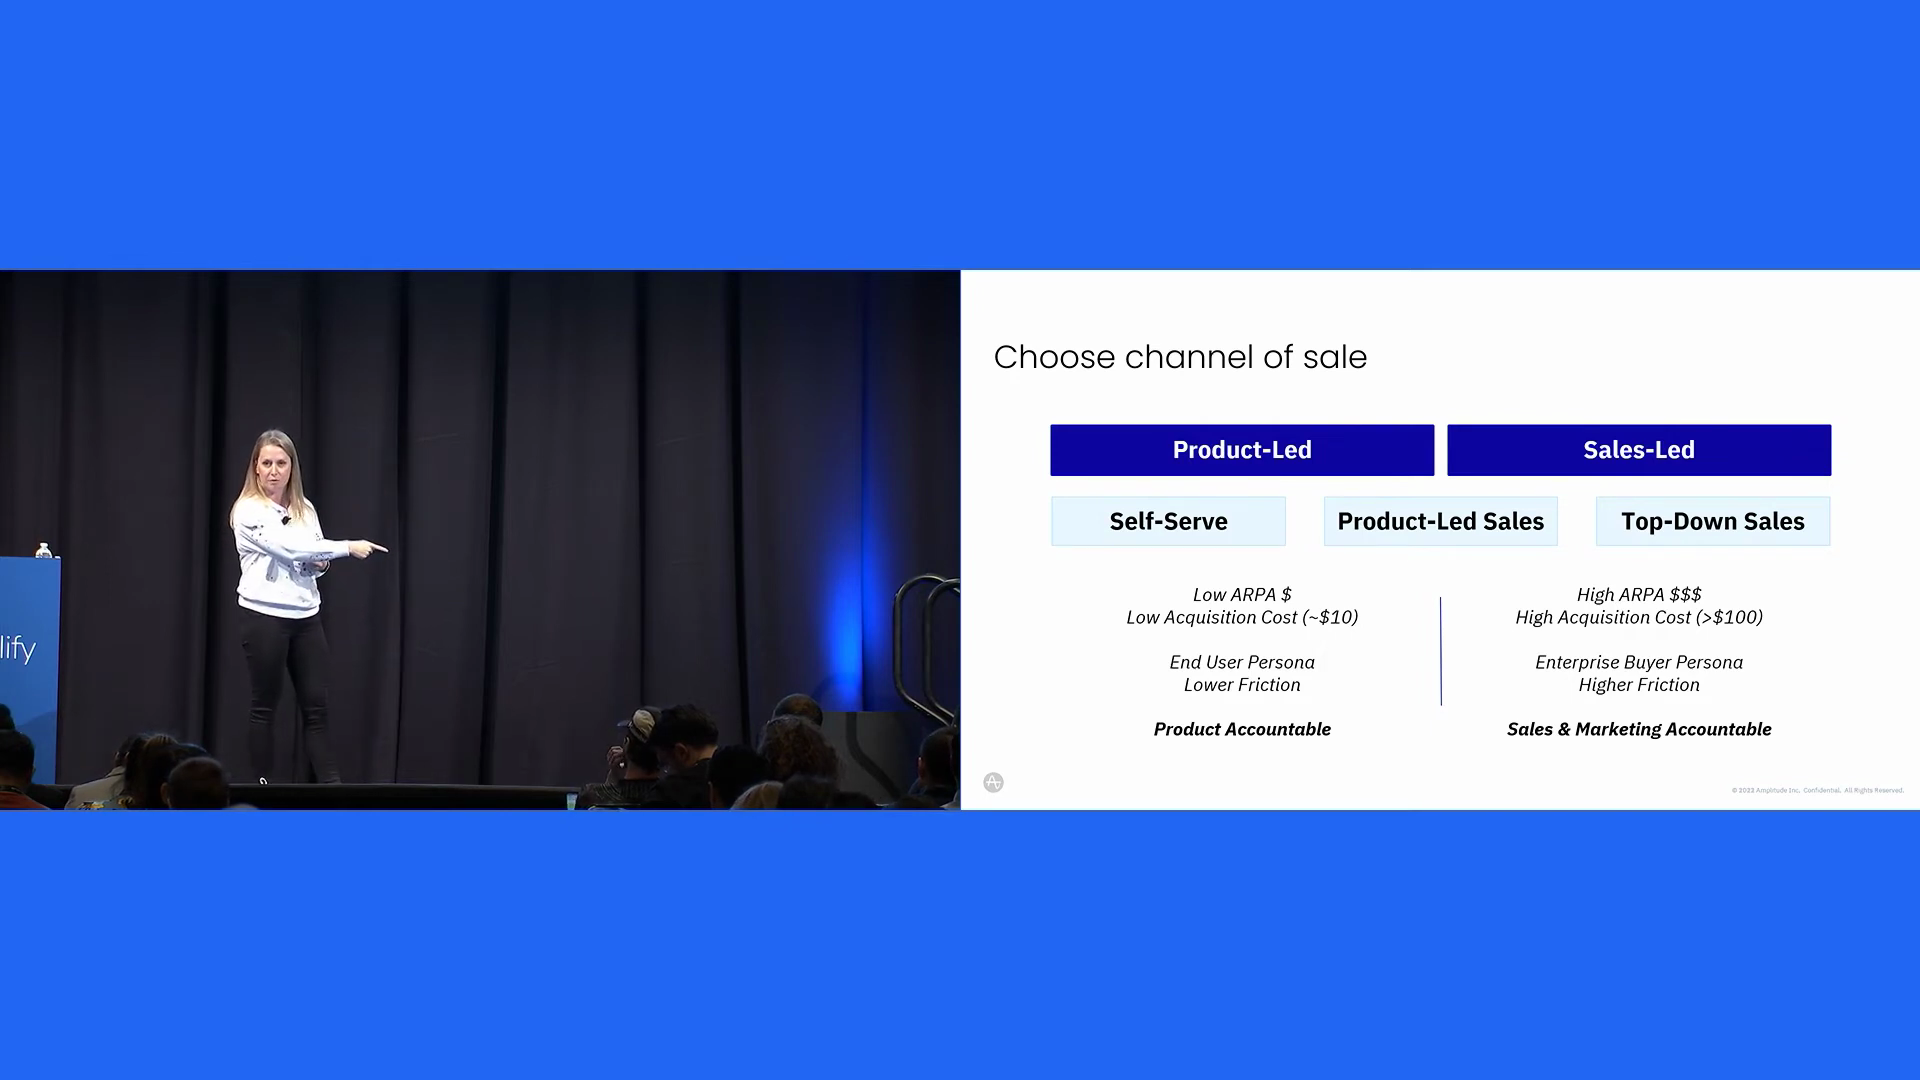 lify
Choose channel of sale
Product-Led
Sales-Led
Self-Serve
Product-Led Sales
Top-Down Sales
Low ARPA $
Low Acquisition Cost (~$10)
End User Persona
Lower Friction
Product Accountable
High ARPA $$$
High Acquisition Cost (>$100)
Enterprise Buyer Persona
Higher Friction
Sales & Marketing Accountable
© 2022 Amplitude Inc. Confidential. All Rights Reserved.